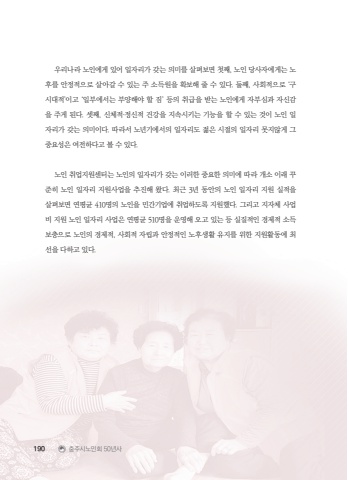 우리나라 노인에게 있어 일자리가 갖는 의미를 살펴보면 첫째, 노인 당사자에게는 노
후를 안정적으로 살아갈 수 있는 주 소득원을 확보해 줄 수 있다. 둘째, 사회적으로 ‘구
시대적’이고 ‘일부에서는 부양해야 할 짐’ 등의 취급을 받는 노인에게 자부심과 자신감
을 주게 된다. 셋째, 신체적·정신적 건강을 지속시키는 기능을 할 수 있는 것이 노인 일
자리가 갖는 의미이다. 따라서 노년기에서의 일자리도 젊은 시절의 일자리 못지않게 그
중요성은 여전하다고 볼 수 있다.
노인 취업지원센터는 노인의 일자리가 갖는 이러한 중요한 의미에 따라 개소 이래 꾸
준히 노인 일자리 지원사업을 추진해 왔다. 최근 3년 동안의 노인 일자리 지원 실적을
살펴보면 연평균 410명의 노인을 민간기업에 취업하도록 지원했다. 그리고 지자체 사업
비 지원 노인 일자리 사업은 연평균 510명을 운영해 오고 있는 등 실질적인 경제적 소득
보충으로 노인의 경제적, 사회적 자립과 안정적인 노후생활 유지를 위한 지원활동에 최
선을 다하고 있다.
190 충주시노인회 50년사